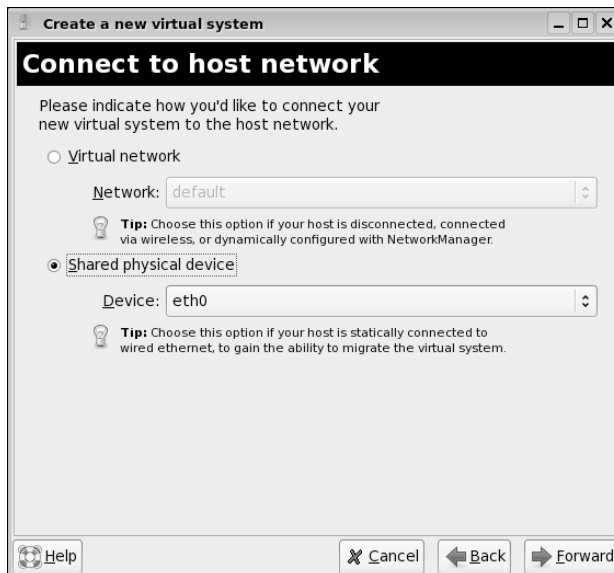 Create a new virtual system
Connect to host network
Please indicate how you'd like to connect your
new virtual system to the host network.
Virtual network
Network: default
Tip: Choose this option if your host is disconnected, connected
via wireless, or dynamically configured with NetworkManager.
Shared physical device
Device: eth0
Tip: Choose this option if your host is statically connected to
wired ethernet, to gain the ability to migrate the virtual system.
Help Cancel Back Forward